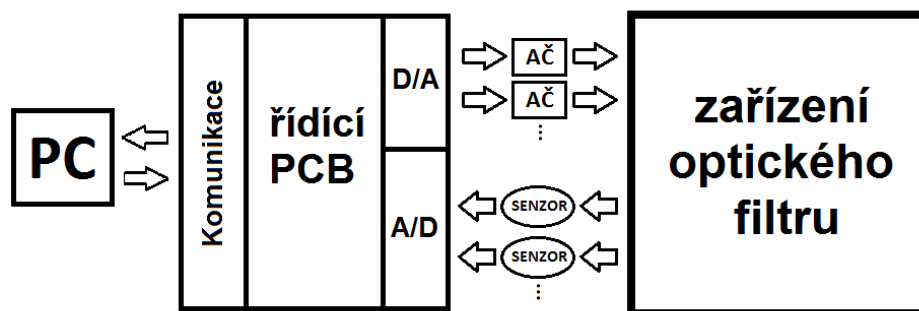 PC
Komunikace
řídící
PCB
D/A
A/D
AČ
AČ
...
SENZOR
SENZOR
...
zařízení
optického
filtru